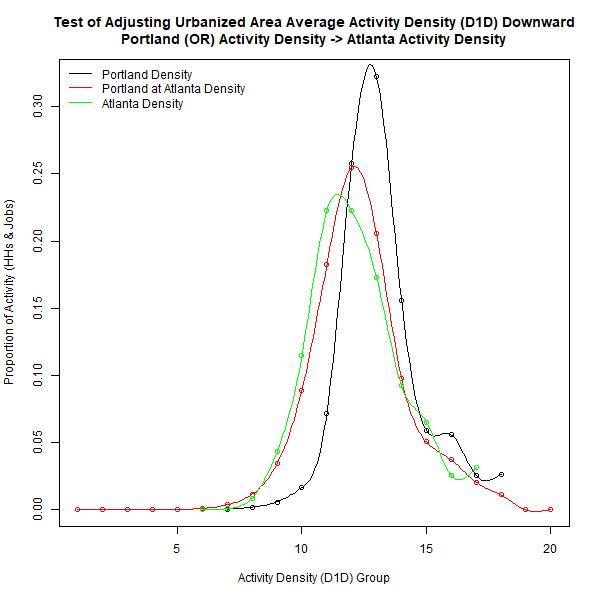 Test of Adjusting Urbanized Area Average Activity Density (D1D) Downward
Portland (OR) Activity Density -> Atlanta Activity Density
Portland Density
Portland at Atlanta Density
Atlanta Density
Proportion of Activity (HHs & Jobs)
0.30
0.25
0.20
0.15
0.10
0.05
0.00
5
10
15
20
Activity Density (D1D) Group